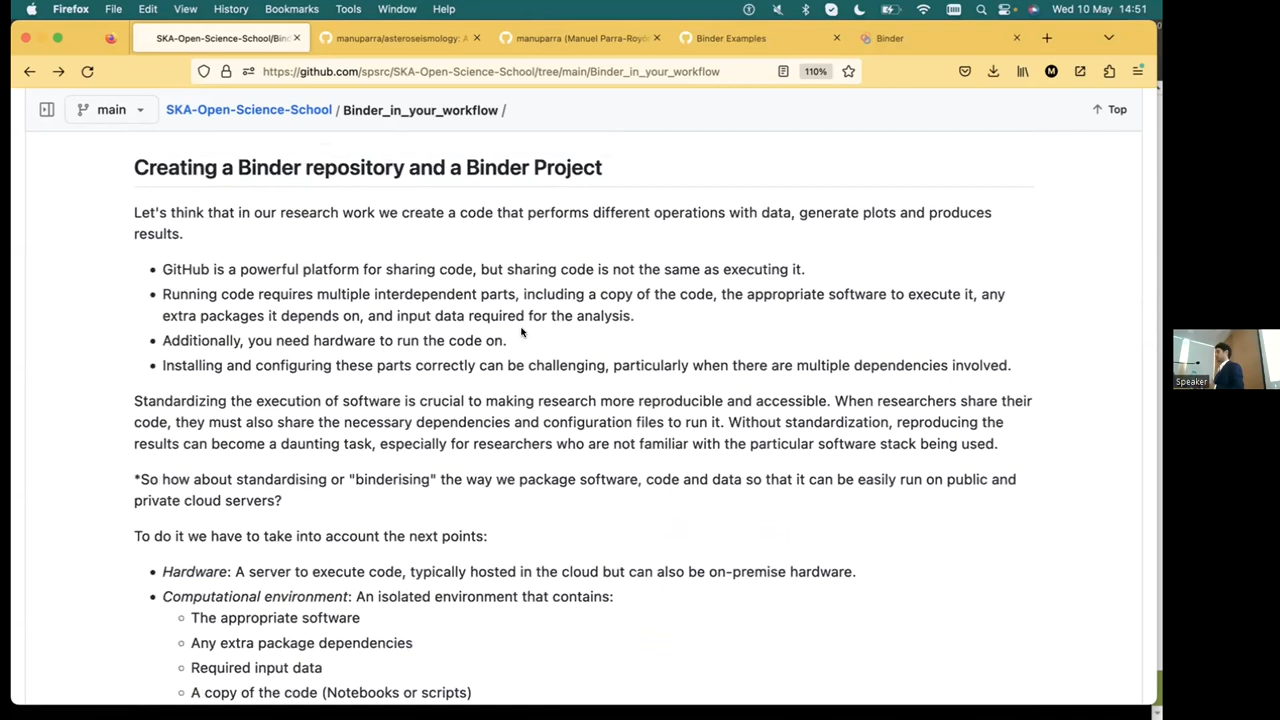 Firefox File Edit View History Bookmarks Tools Window Help Wed 10 May 14:51
SKA-Open-Science-School/Bin manuparra/asteroseismology: A manuparra (Manuel Parra-Royón Binder Examples Binder
https://github.com/spsrc/SKA-Open-Science-School/tree/main/Binder_in_your_workflow 110% M
main SKA-Open-Science-School / Binder_in_your_workflow / Top
Creating a Binder repository and a Binder Project
Let's think that in our research work we create a code that performs different operations with data, generate plots and produces
results.
• GitHub is a powerful platform for sharing code, but sharing code is not the same as executing it.
• Running code requires multiple interdependent parts, including a copy of the code, the appropriate software to execute it, any
extra packages it depends on, and input data required for the analysis.
• Additionally, you need hardware to run the code on.
• Installing and configuring these parts correctly can be challenging, particularly when there are multiple dependencies involved.
Standardizing the execution of software is crucial to making research more reproducible and accessible. When researchers share their
code, they must also share the necessary dependencies and configuration files to run it. Without standardization, reproducing the
results can become a daunting task, especially for researchers who are not familiar with the particular software stack being used.
*So how about standardising or "binderising" the way we package software, code and data so that it can be easily run on public and
private cloud servers?
To do it we have to take into account the next points:
• Hardware: A server to execute code, typically hosted in the cloud but can also be on-premise hardware.
• Computational environment: An isolated environment that contains:
○ The appropriate software
○ Any extra package dependencies
○ Required input data
○ A copy of the code (Notebooks or scripts)
Speaker